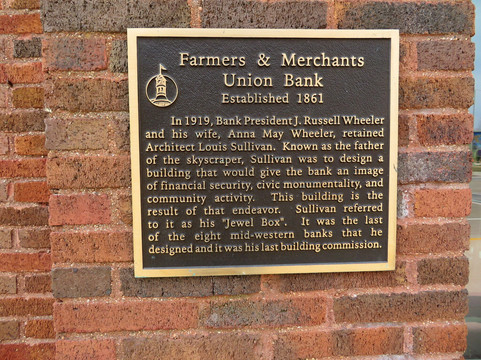 Farmers & Merchants
Union Bank
Established 1861
In 1919, Bank President J. Russell Wheeler
and his wife, Anna May Wheeler, retained
Architect Louis Sullivan. Known as the father
of the skyscraper, Sullivan was to design a
building that would give the bank an image
of financial security, civic monumentality, and
community activity. This building is the
result of that endeavor. Sullivan referred
to it as his "Jewel Box". It was the last
of the eight mid-western banks that he
designed and it was his last building commission.